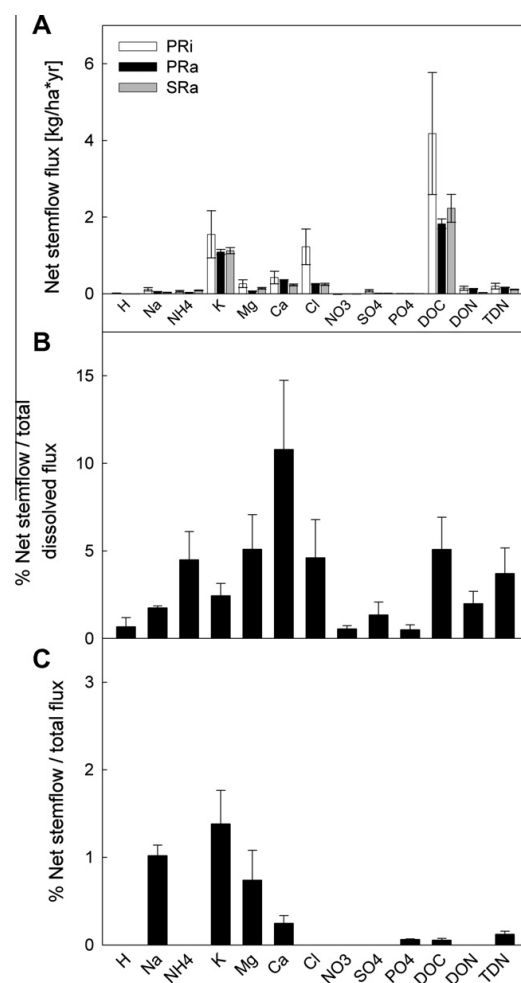 A
PRi
PRa
SRa
Net stemflow flux [kg/ha*yr]
6
4
2
0
H Na NH4 K Mg Ca Cl NO3 SO4 PO4 DOC DON TDN
B
% Net stemflow / total
dissolved flux
15
10
5
0
C
% Net stemflow / total flux
3
2
1
0
H Na NH4 K Mg Ca Cl NO3 SO4 PO4 DOC DON TDN